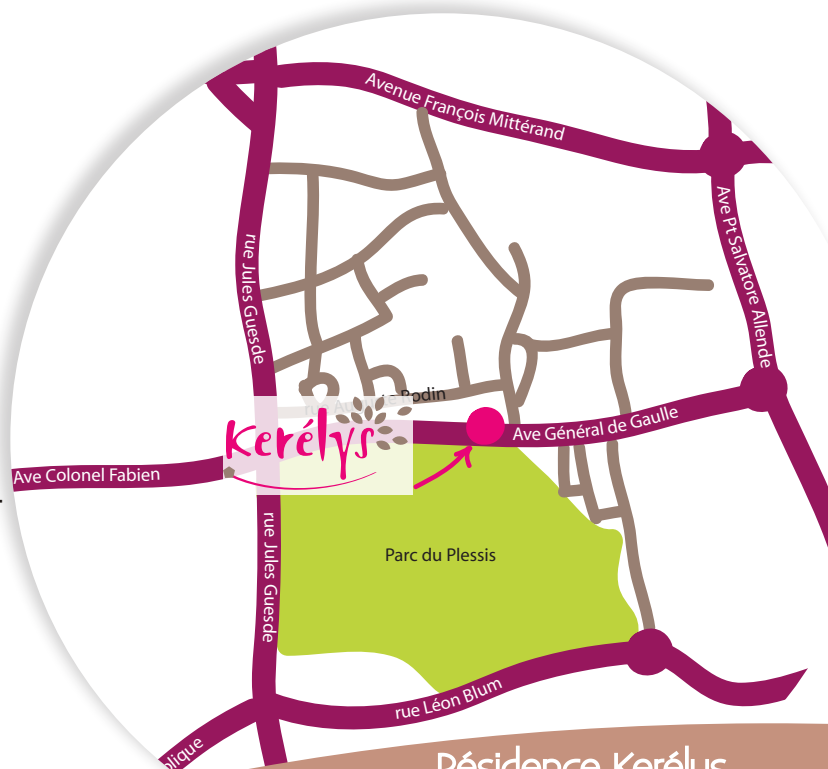 Avenue François Mittérand
Ave Pt Salvatore Allende
rue Jules Guesde
Rodin
Kerélys
Ave Général de Gaulle
Ave Colonel Fabien
rue Jules Guesde
Parc du Plessis
rue Léon Blum
Résidence Kerélys